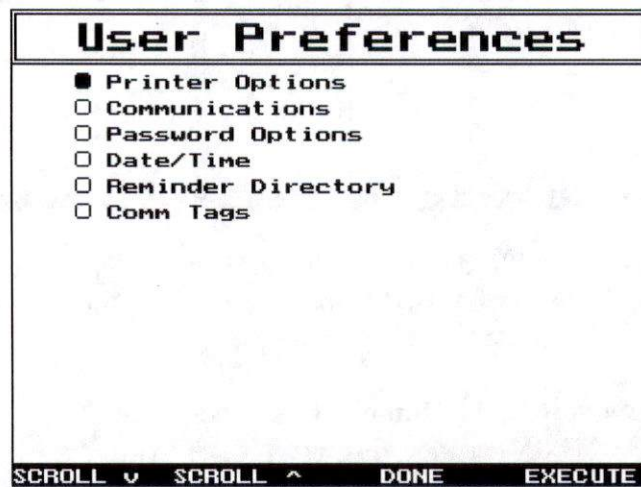 User Preferences
Printer Options
Communications
Password Options
Date/Time
Reminder Directory
Comm Tags
SCROLL v SCROLL ^ DONE EXECUTE